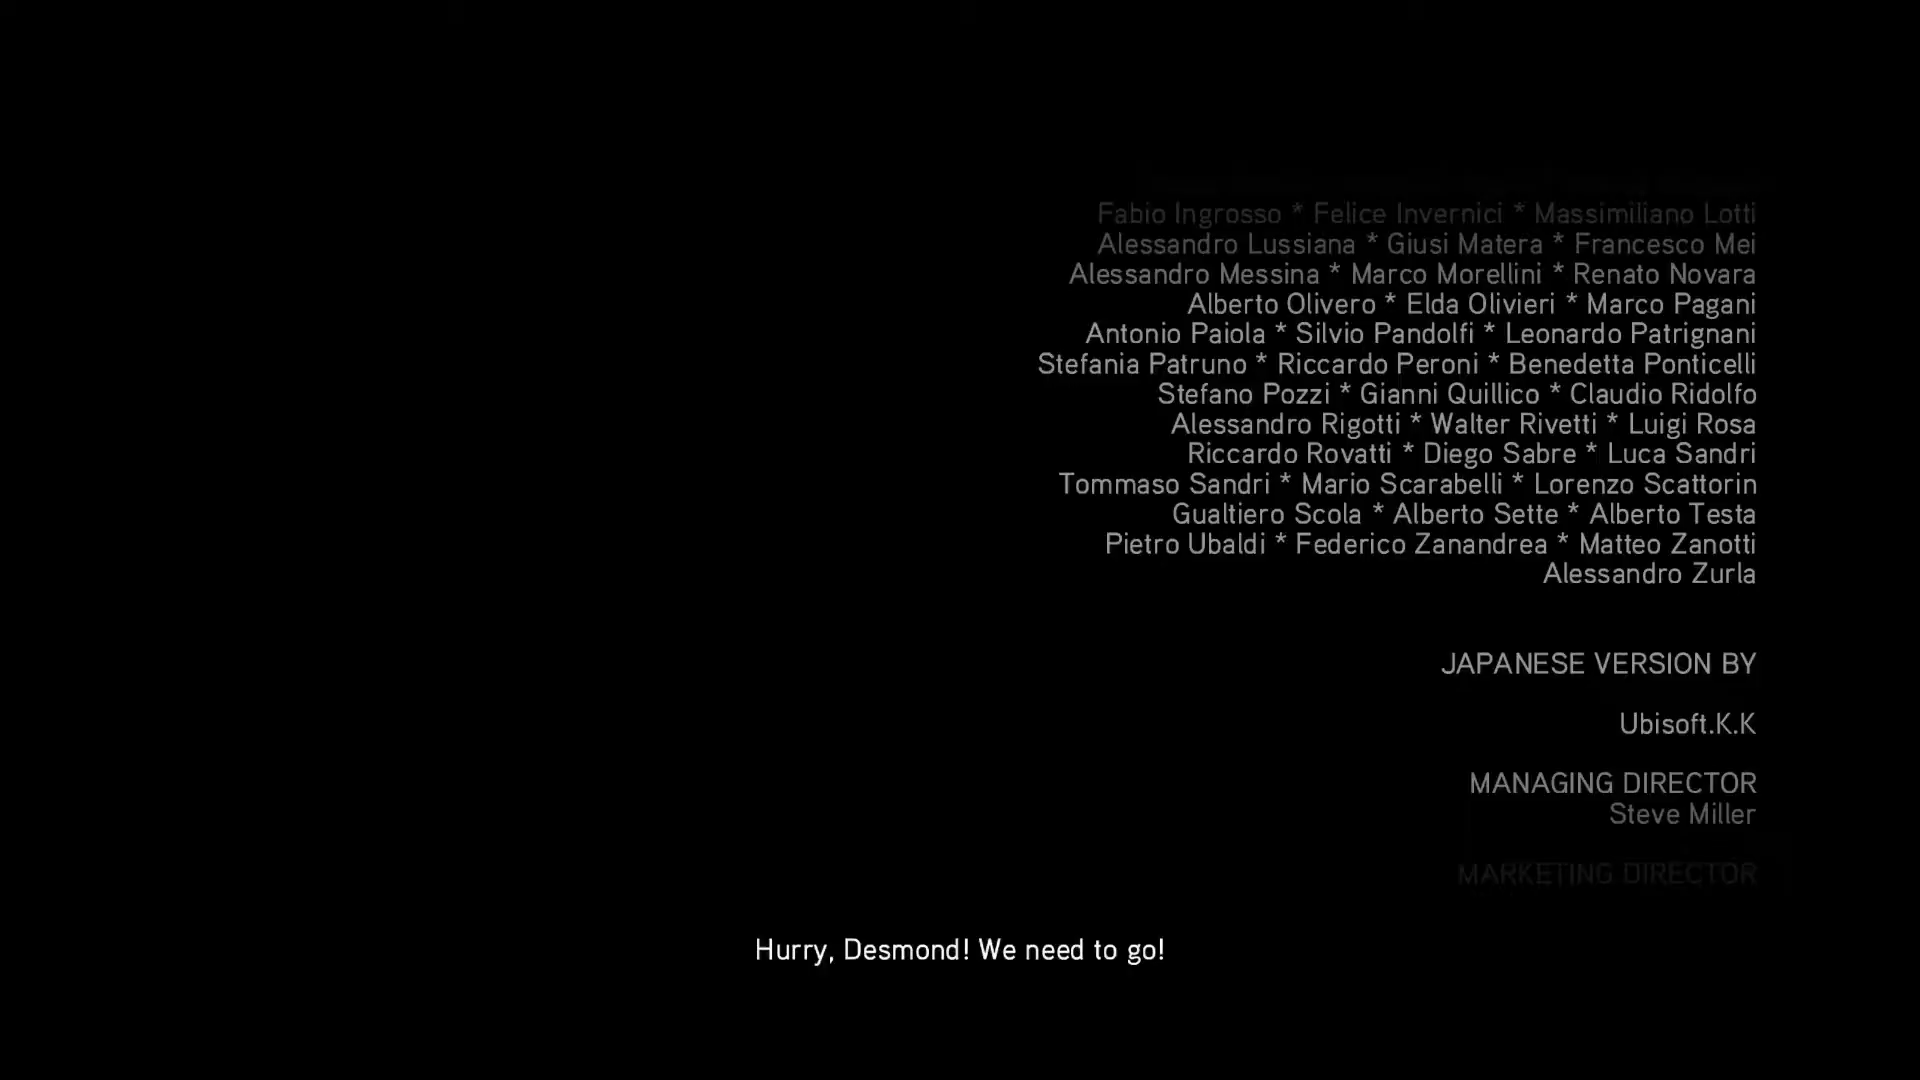 Fabio Ingrosso * Felice Invernici * Massimiliano Lotti
Alessandro Lussiana * Giusi Matera * Francesco Mei
Alessandro Messina * Marco Morellini * Renato Novara
Alberto Olivero * Elda Olivieri * Marco Pagani
Antonio Paiola * Silvio Pandolfi * Leonardo Patrignani
Stefania Patruno * Riccardo Peroni * Benedetta Ponticelli
Stefano Pozzi * Gianni Quillico * Claudio Ridolfo
Alessandro Rigotti * Walter Rivetti * Luigi Rosa
Riccardo Rovatti * Diego Sabre * Luca Sandri
Tommaso Sandri * Mario Scarabelli * Lorenzo Scattorin
Gualtiero Scola * Alberto Sette * Alberto Testa
Pietro Ubaldi * Federico Zanandrea * Matteo Zanotti
Alessandro Zurla
JAPANESE VERSION BY
Ubisoft.K.K
MANAGING DIRECTOR
Steve Miller
MARKETING DIRECTOR
Hurry, Desmond! We need to go!